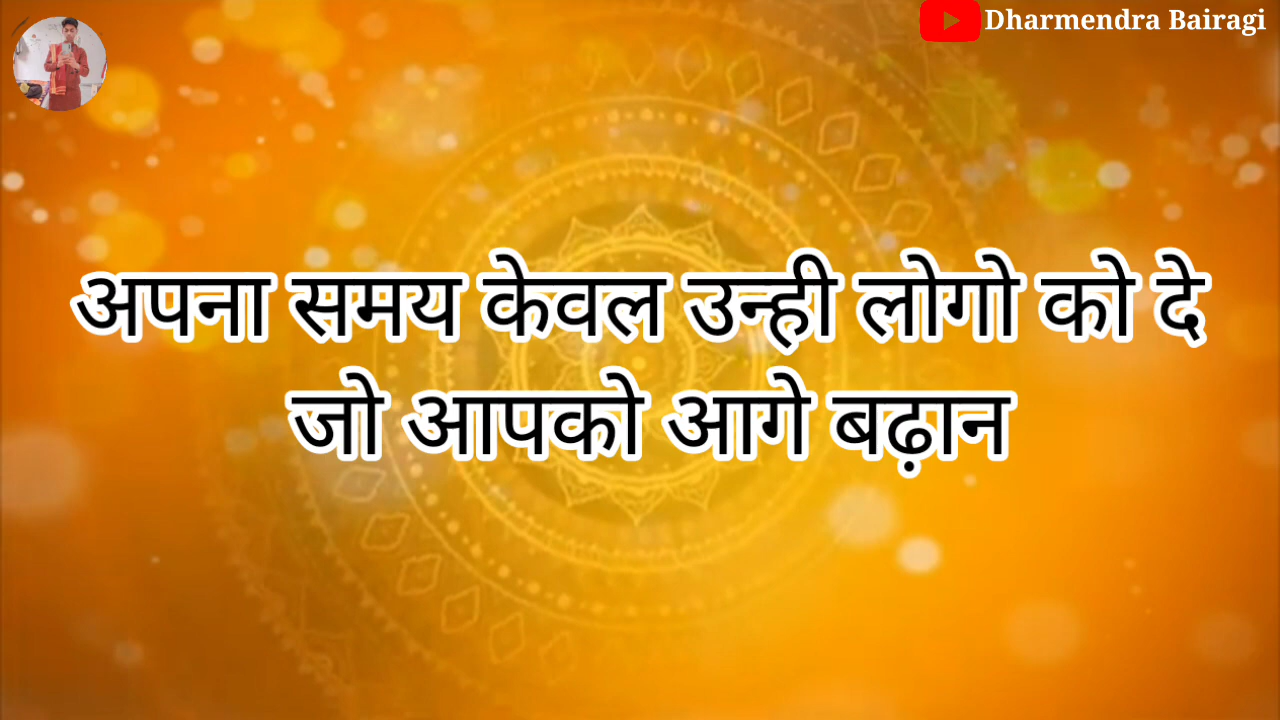 Dharmendra Bairagi
अपना समय केवल उन्ही लोगो को दे
जो आपको आगे बढ़ान